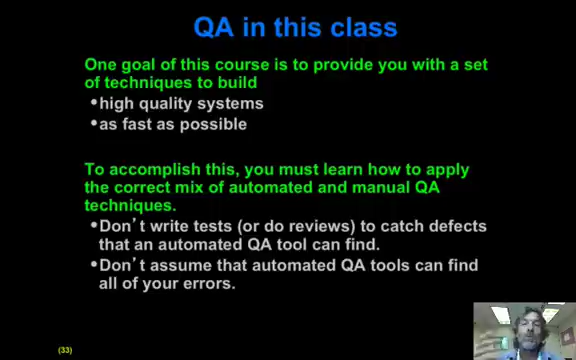 QA in this class
One goal of this course is to provide you with a set
of techniques to build
•high quality systems
•as fast as possible
To accomplish this, you must learn how to apply
the correct mix of automated and manual QA
techniques.
•Don’t write tests (or do reviews) to catch defects
that an automated QA tool can find.
•Don’t assume that automated QA tools can find
all of your errors.
(33)